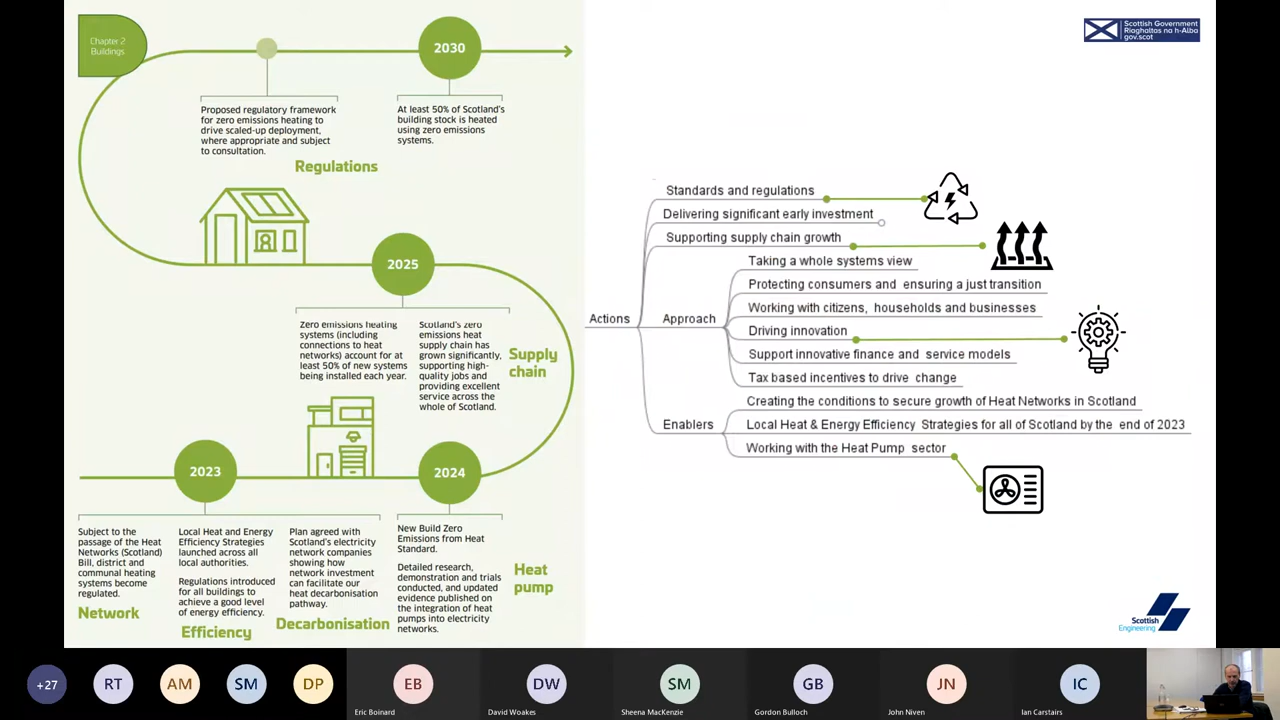 Chapter 2
Buildings
2030
Proposed regulatory framework
for zero emissions heating to
drive scaled-up deployment,
where appropriate and subject
to consultation.
At least 50% of Scotland's
building stock is heated
using zero emissions
systems.
Regulations
2025
Zero emissions heating
systems (including
connections to heat
networks) account for at
least 50% of new systems
being installed each year.
Scotland's zero
emissions heat
supply chain has
grown significantly,
supporting high-
quality jobs and
providing excellent
service across the
whole of Scotland.
Supply
chain
2023
2024
Subject to the
passage of the Heat
Networks (Scotland)
Bill, district and
communal heating
systems become
regulated.
Network
Local Heat and Energy
Efficiency Strategies
launched across all
local authorities.
Regulations introduced
for all buildings to
achieve a good level
of energy efficiency.
Efficiency
Plan agreed with
Scotland's electricity
network companies
showing how
network investment
can facilitate our
heat decarbonisation
pathway.
Decarbonisation
New Build Zero
Emissions from Heat
Standard.
Detailed research,
demonstration and trials
conducted, and updated
evidence published on
the integration of heat
pumps into electricity
networks.
Heat
pump
Scottish Government
Riaghaltas na h-Alba
gov.scot
Actions
Standards and regulations
Delivering significant early investment
Supporting supply chain growth
Approach
Taking a whole systems view
Protecting consumers and ensuring a just transition
Working with citizens, households and businesses
Driving innovation
Support innovative finance and service models
Tax based incentives to drive change
Enablers
Creating the conditions to secure growth of Heat Networks in Scotland
Local Heat & Energy Efficiency Strategies for all of Scotland by the end of 2023
Working with the Heat Pump sector
Scottish
Engineering
+27
RT
AM
SM
DP
EB
Eric Boinard
DW
David Woakes
SM
Sheena MacKenzie
GB
Gordon Bulloch
JN
John Niven
IC
Ian Carstairs